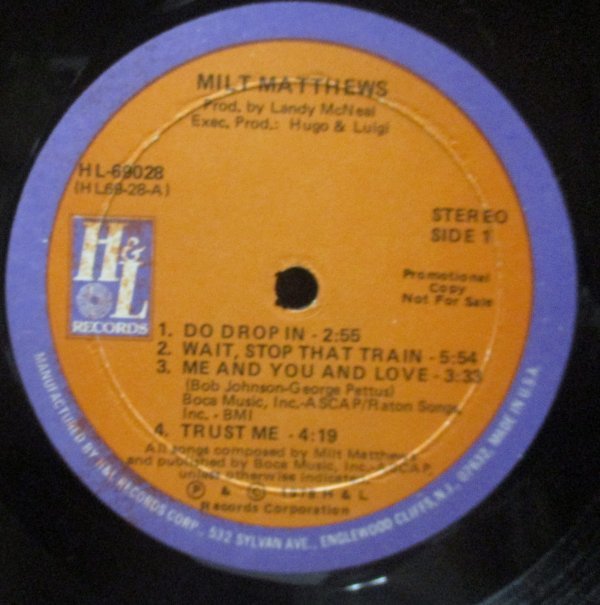 MILT MATTHEWS
Prod. by Landy McNeal
Exec. Prod.: Hugo & Luigi
HL-69028
(HL69-28-A)
STEREO
SIDE 1
H&L
RECORDS
Promotional
Copy
Not For Sale
1. DO DROP IN - 2:55
2. WAIT, STOP THAT TRAIN - 5:54
3. ME AND YOU AND LOVE - 3:33
(Bob Johnson-George Pettus)
Boca Music, Inc.-ASCAP/Raton Songs,
Inc. - BMI
4. TRUST ME - 4:19
All songs composed by Milt Matthews
and published by Boca Music, Inc.-ASCAP,
unless otherwise indicated
℗ & © 1978 H & L
Records Corporation
MANUFACTURED BY H&L RECORDS CORP., 532 SYLVAN AVE., ENGLEWOOD CLIFFS, N.J., 07632, MADE IN U.S.A.